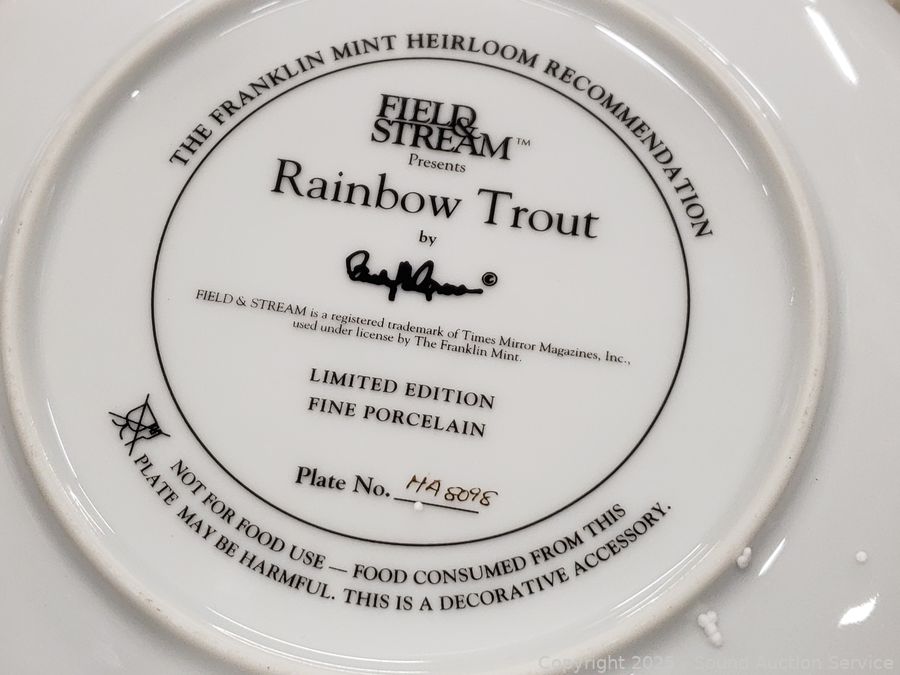 THE FRANKLIN MINT HEIRLOOM RECOMMENDATION
FIELD & STREAM™
Presents
Rainbow Trout
by
©
FIELD & STREAM is a registered trademark of Times Mirror Magazines, Inc.,
used under license by The Franklin Mint.
LIMITED EDITION
FINE PORCELAIN
Plate No. HA8098
NOT FOR FOOD USE — FOOD CONSUMED FROM THIS
PLATE MAY BE HARMFUL. THIS IS A DECORATIVE ACCESSORY.
Copyright 2025 - Sound Auction Service